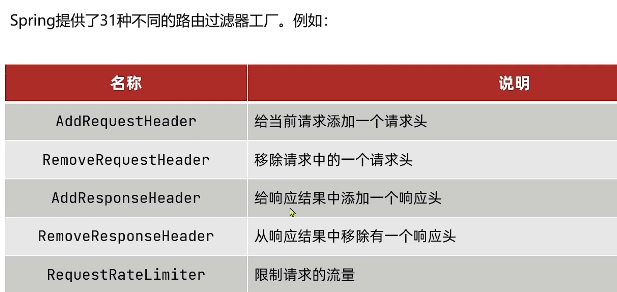 Spring提供了31种不同的路由过滤器工厂。例如：
名称 说明
AddRequestHeader 给当前请求添加一个请求头
RemoveRequestHeader 移除请求中的一个请求头
AddResponseHeader 给响应结果中添加一个响应头
RemoveResponseHeader 从响应结果中移除有一个响应头
RequestRateLimiter 限制请求的流量